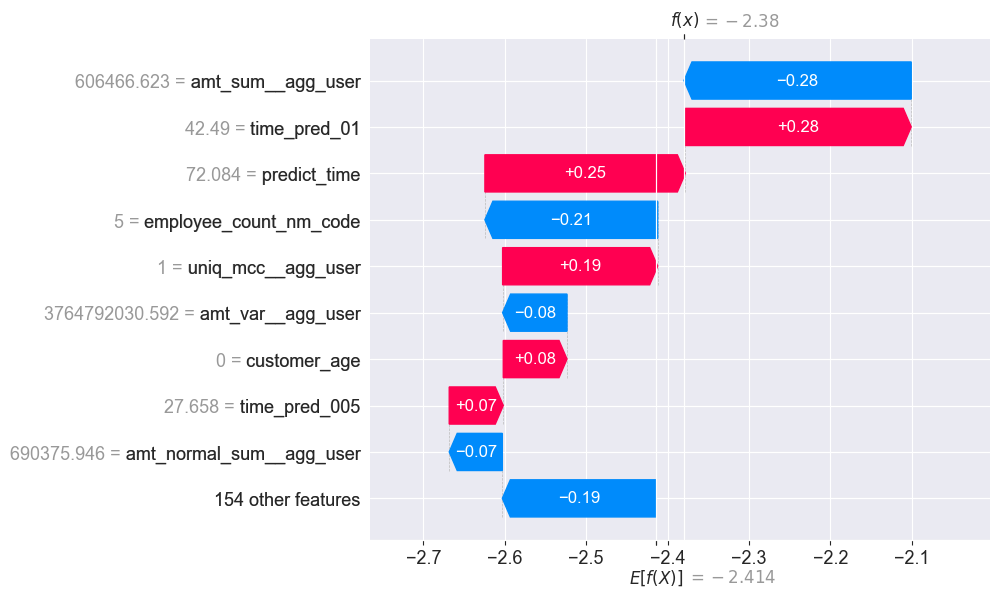 f(x) = −2.38
606466.623 = amt_sum__agg_user
−0.28
42.49 = time_pred_01
+0.28
72.084 = predict_time
+0.25
5 = employee_count_nm_code
−0.21
1 = uniq_mcc__agg_user
+0.19
3764792030.592 = amt_var__agg_user
−0.08
0 = customer_age
+0.08
27.658 = time_pred_005
+0.07
690375.946 = amt_normal_sum__agg_user
−0.07
154 other features
−0.19
−2.7 −2.6 −2.5 −2.4 −2.3 −2.2 −2.1
E[f(X)] = −2.414